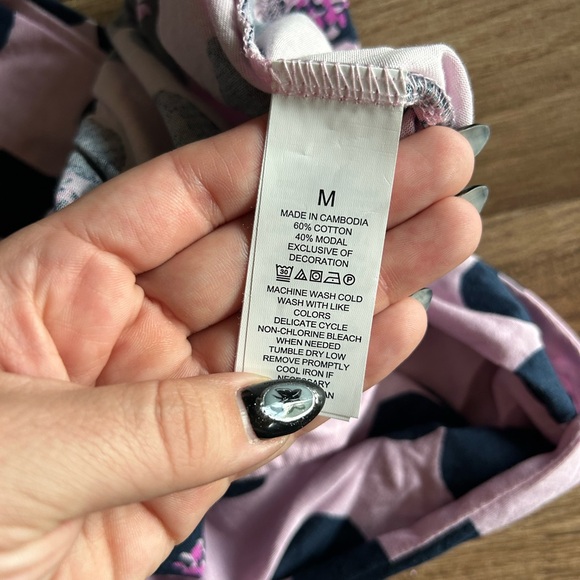 M
MADE IN CAMBODIA
60% COTTON
40% MODAL
EXCLUSIVE OF
DECORATION
30 P
MACHINE WASH COLD
WASH WITH LIKE
COLORS
DELICATE CYCLE
NON-CHLORINE BLEACH
WHEN NEEDED
TUMBLE DRY LOW
REMOVE PROMPTLY
COOL IRON IF